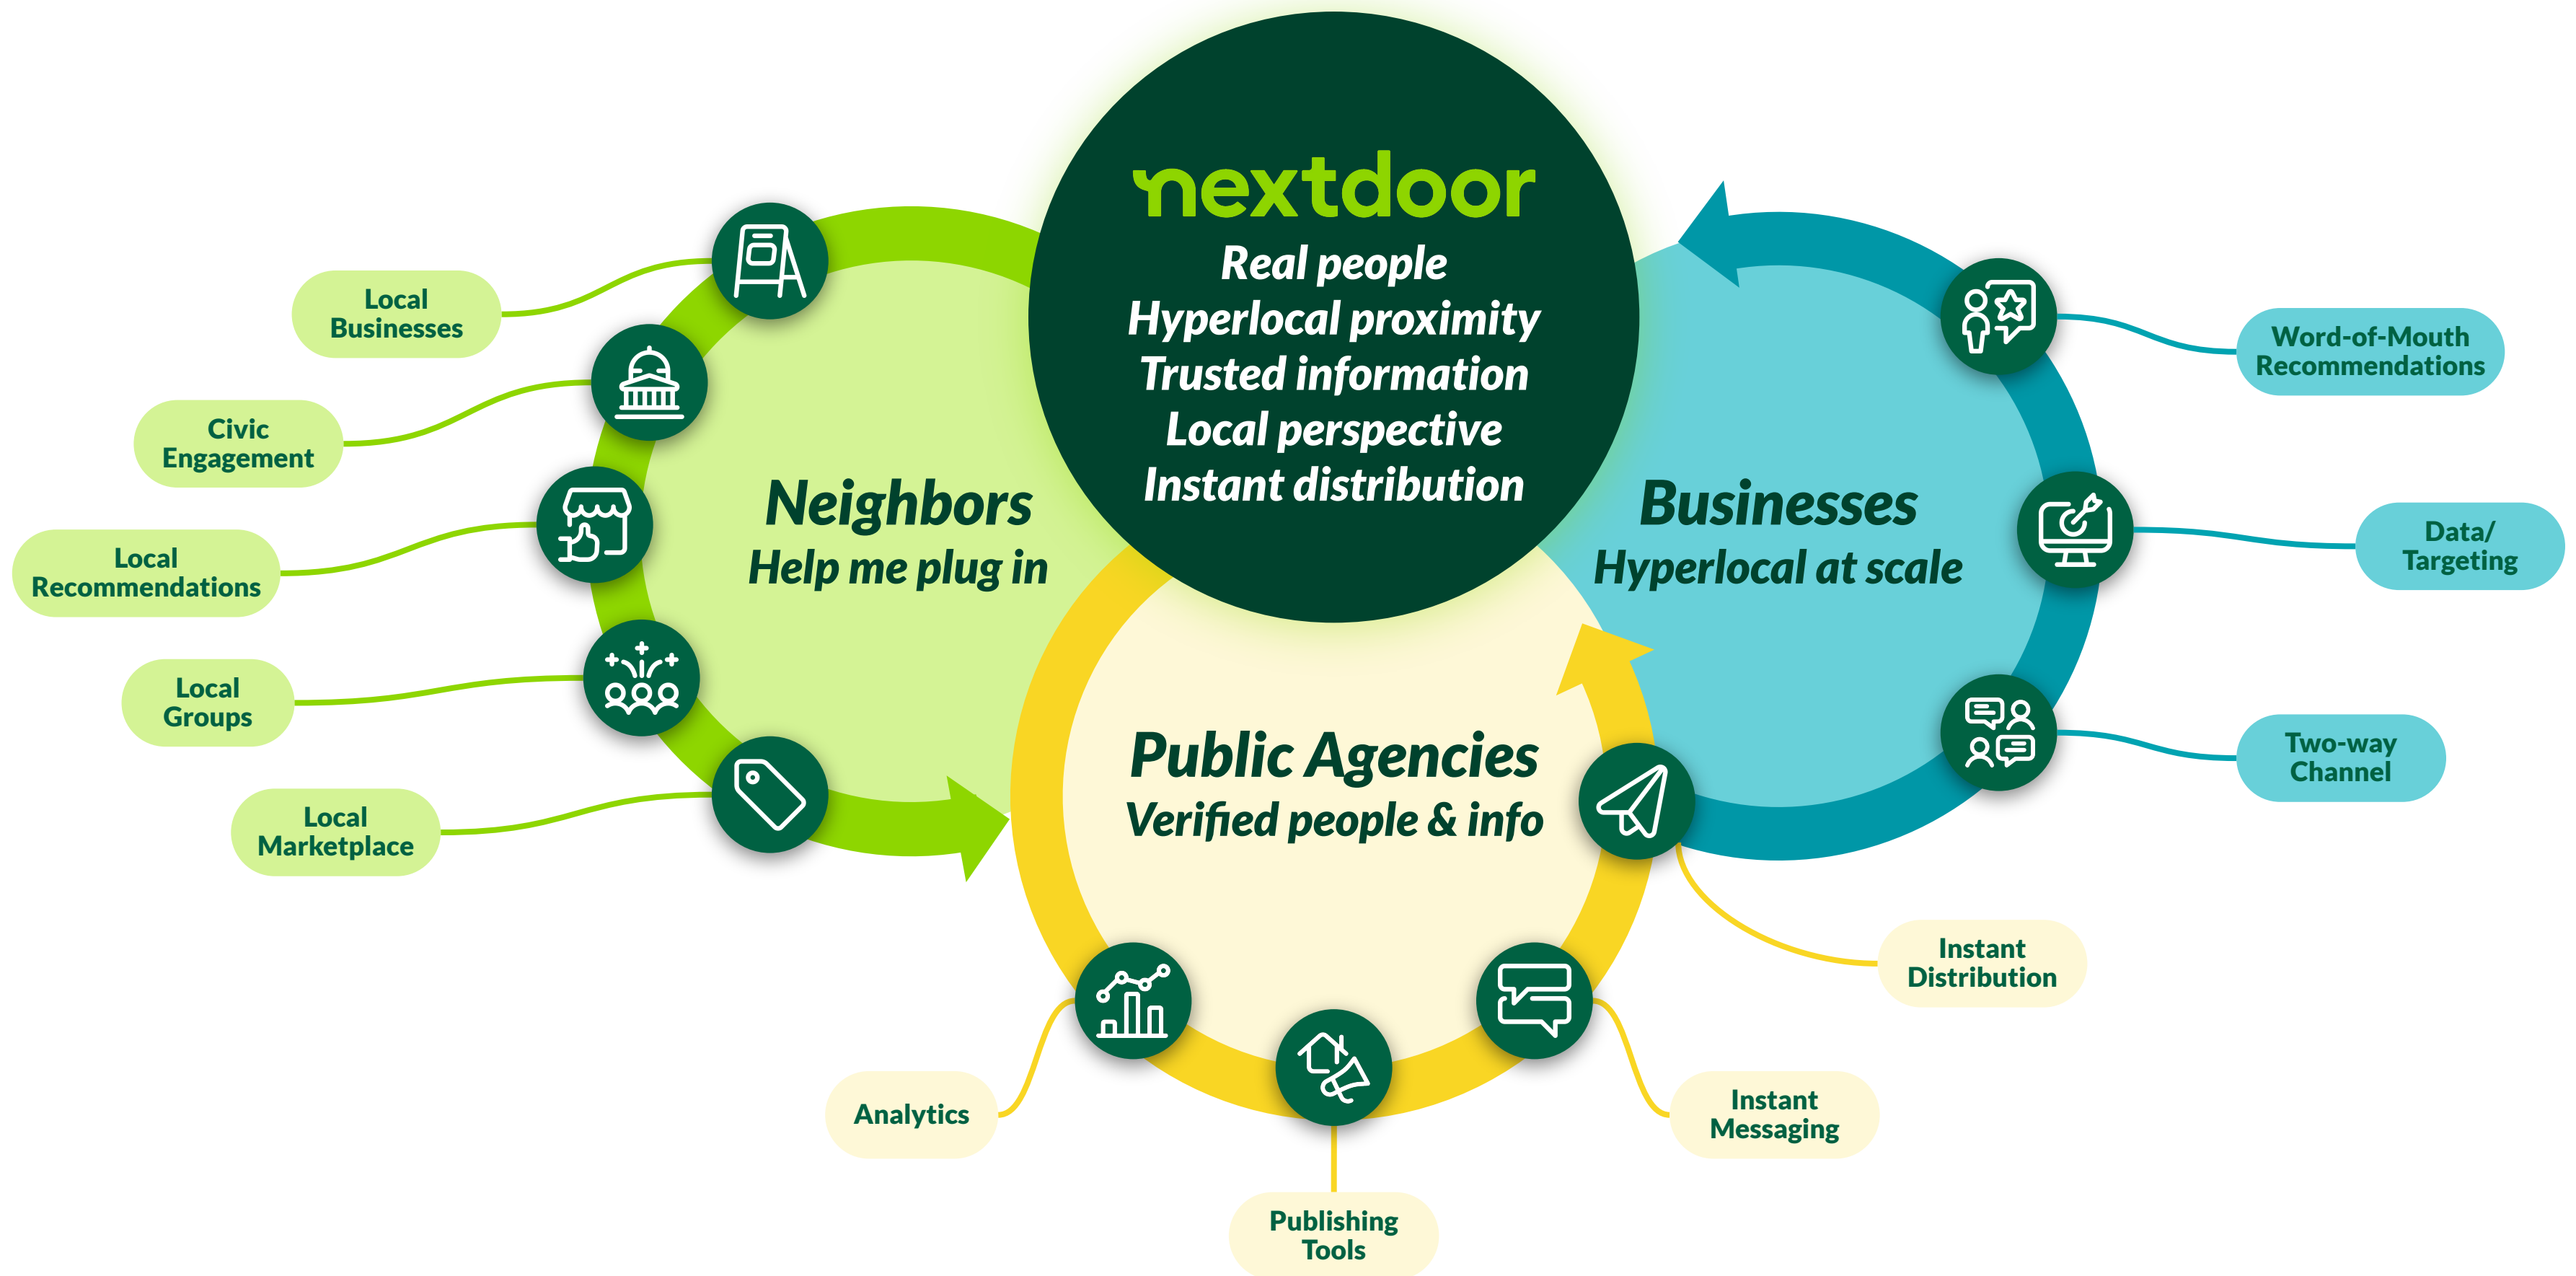 nextdoor
Real people
Hyperlocal proximity
Trusted information
Local perspective
Instant distribution
Neighbors
Help me plug in
Local
Businesses
Civic
Engagement
Local
Recommendations
Local
Groups
Local
Marketplace
Businesses
Hyperlocal at scale
Word-of-Mouth
Recommendations
Data/
Targeting
Two-way
Channel
Public Agencies
Verified people & info
Instant
Distribution
Instant
Messaging
Analytics
Publishing
Tools